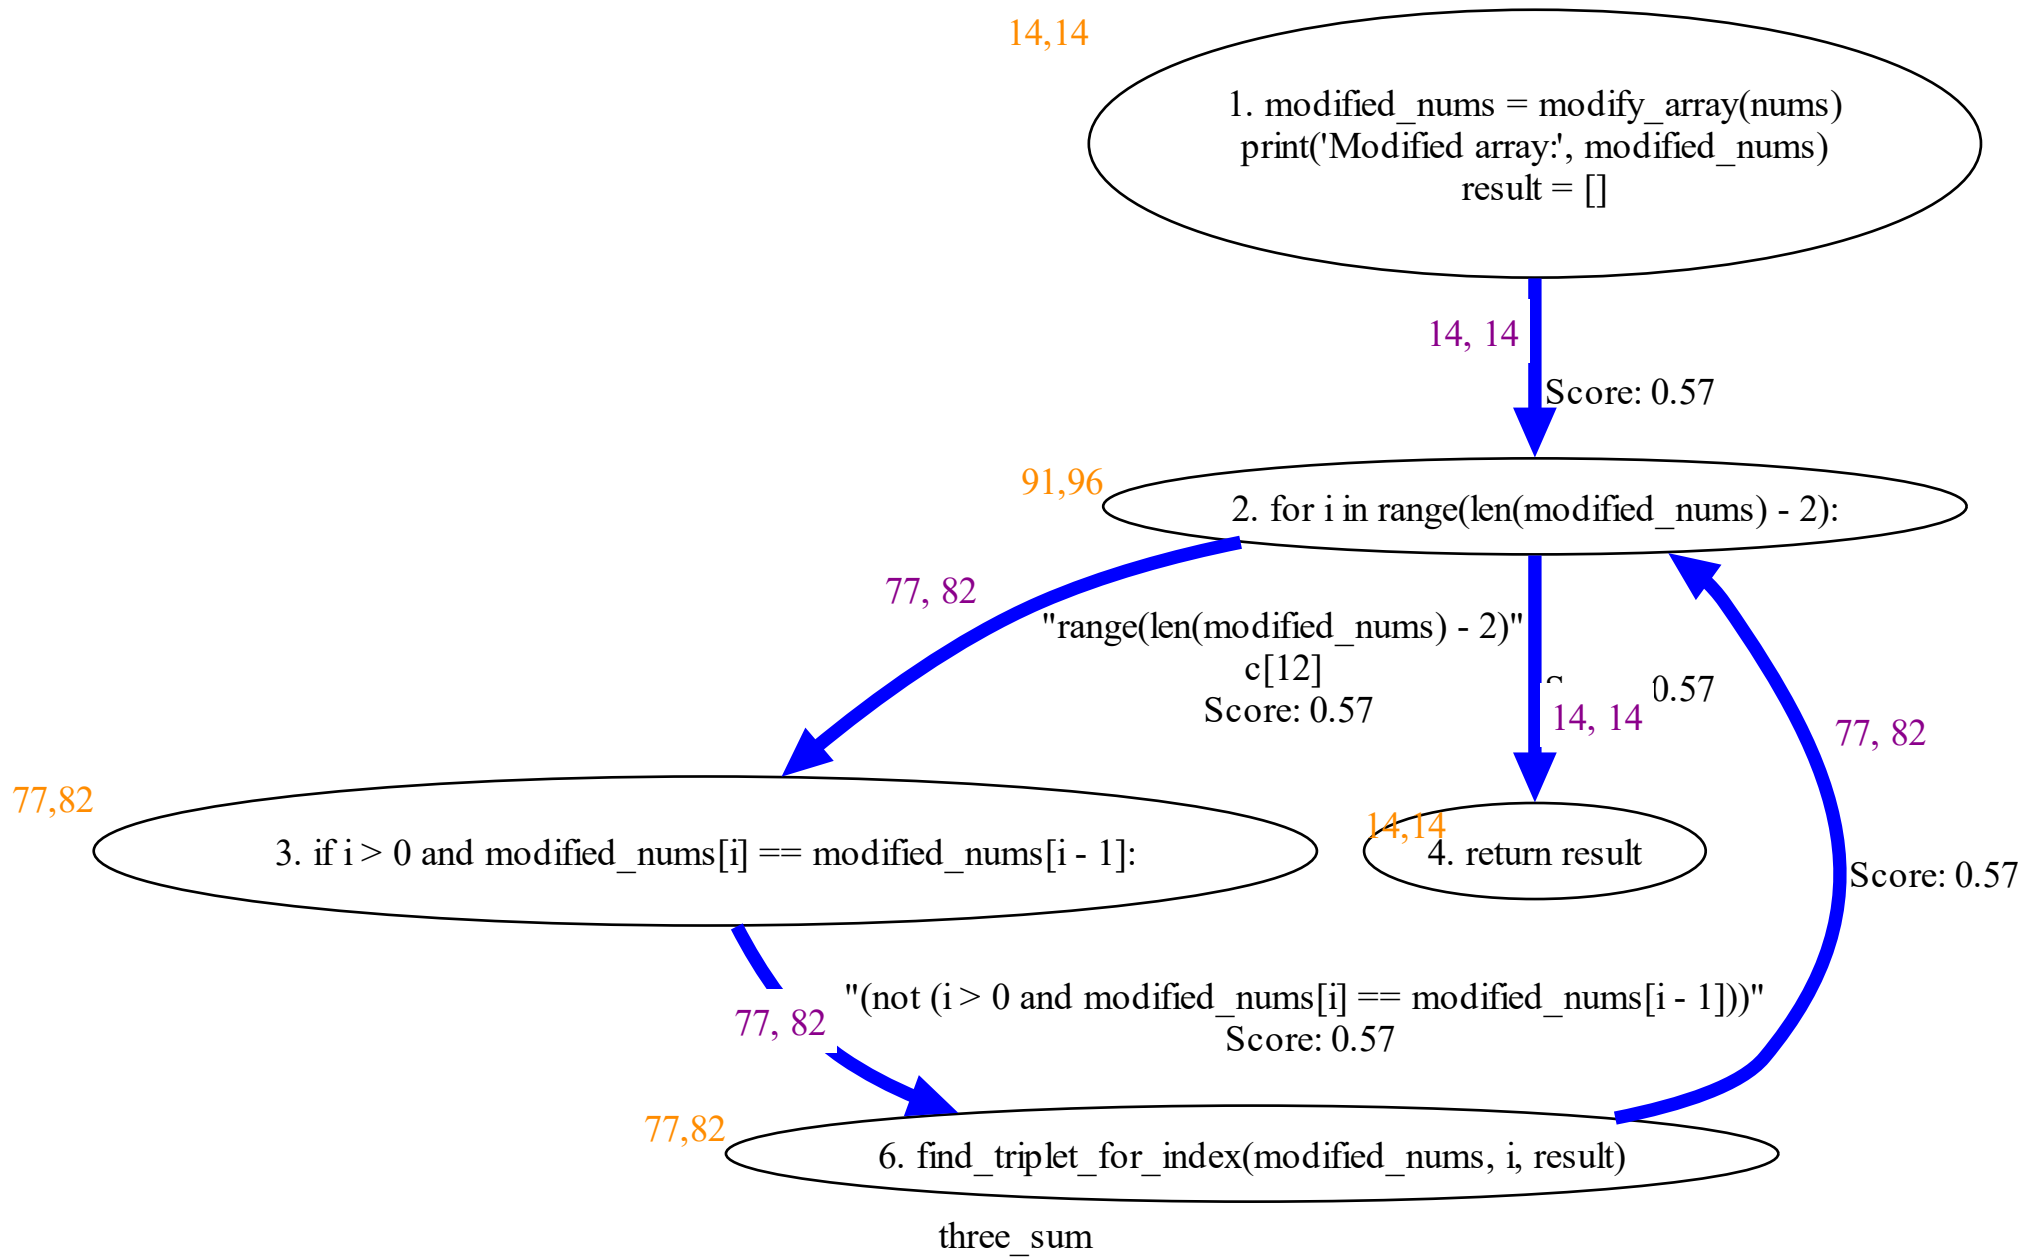 14,14
1. modified_nums = modify_array(nums)
print('Modified array:', modified_nums)
result = []
14, 14
Score: 0.57
91,96
2. for i in range(len(modified_nums) - 2):
77, 82
"range(len(modified_nums) - 2)"
c[12]
Score: 0.57
0.57
14, 14
77, 82
77,82
3. if i > 0 and modified_nums[i] == modified_nums[i - 1]:
14,14
4. return result
Score: 0.57
77, 82
"(not (i > 0 and modified_nums[i] == modified_nums[i - 1]))"
Score: 0.57
77,82
6. find_triplet_for_index(modified_nums, i, result)
three_sum